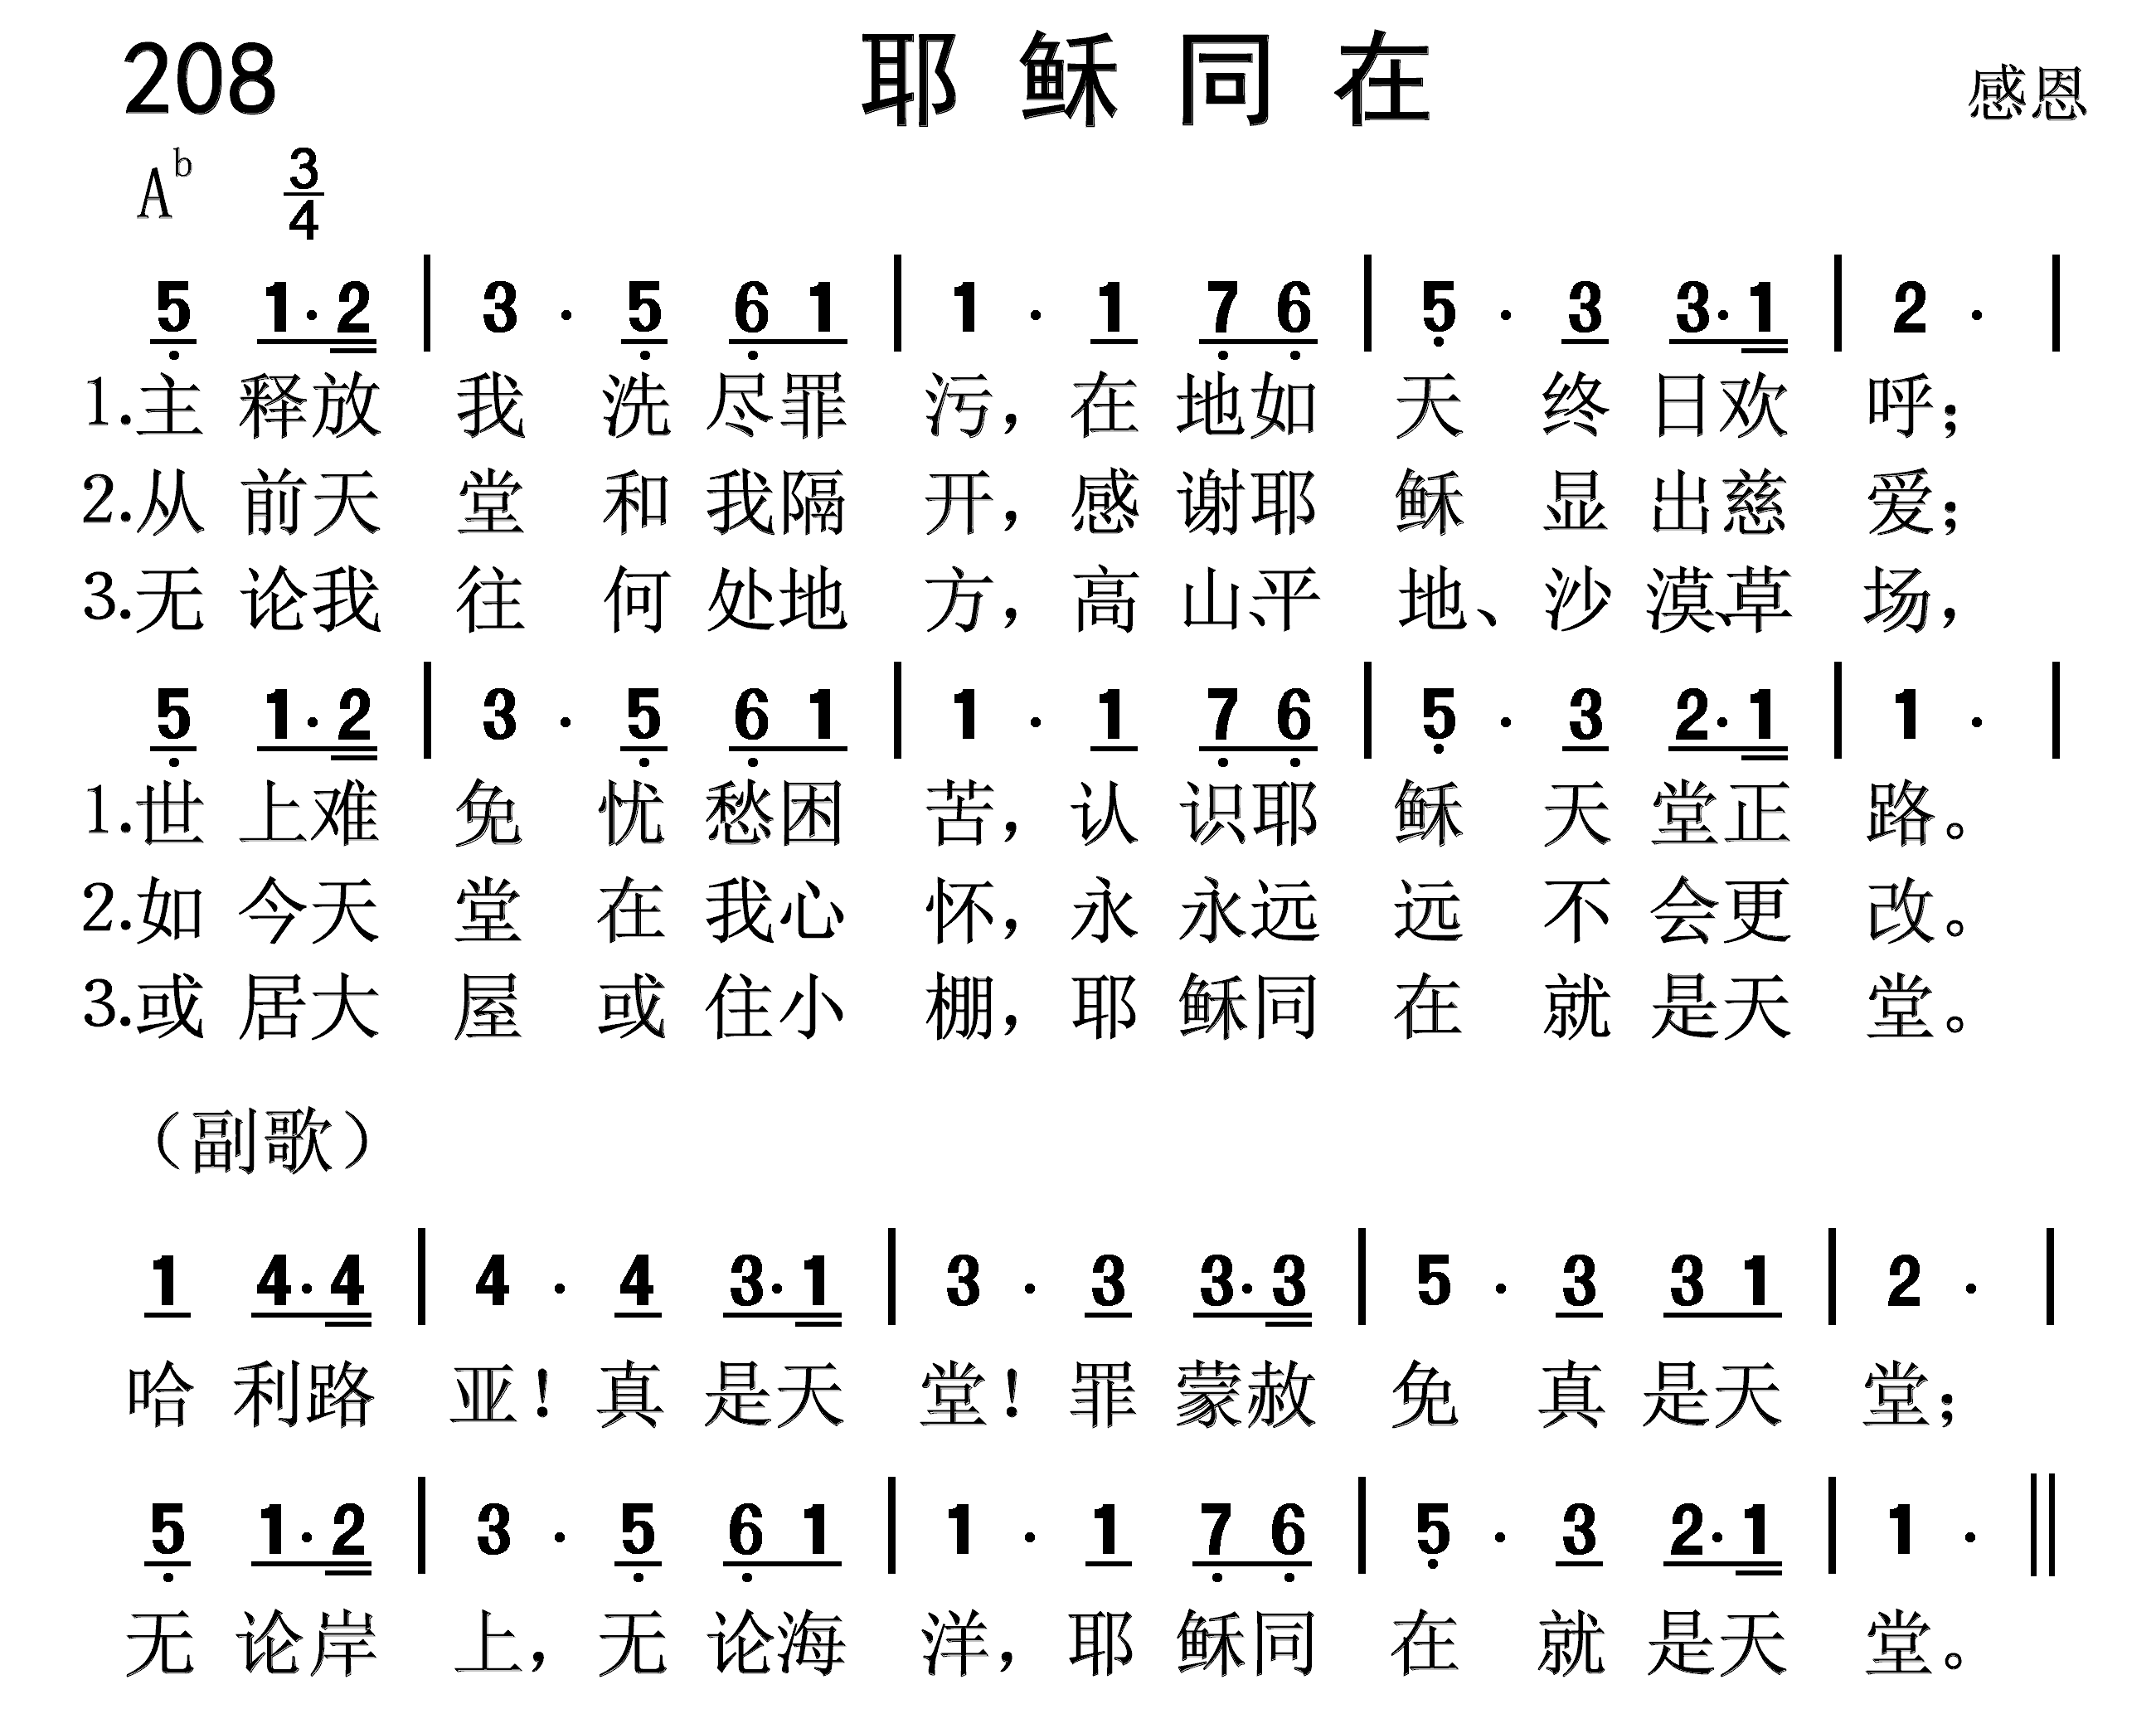 208 耶稣同在 感恩
A^b 3/4
5 1·2 | 3 · 5 6 1 | 1 · 1 7 6 | 5 · 3 3·1 | 2 · |
1.主释放我洗尽罪污，在地如天终日欢呼；
2.从前天堂和我隔开，感谢耶稣显出慈爱；
3.无论我往何处地方，高山、平地、沙漠、草场，
5 1·2 | 3 · 5 6 1 | 1 · 1 7 6 | 5 · 3 2·1 | 1 · |
1.世上难免忧愁困苦，认识耶稣天堂正路。
2.如今天堂在我心怀，永永远远不会更改。
3.或居大屋或住小棚，耶稣同在就是天堂。
（副歌）
1 4·4 | 4 · 4 3·1 | 3 · 3 3·3 | 5 · 3 3 1 | 2 · |
哈利路亚！真是天堂！罪蒙赦免真是天堂；
5 1·2 | 3 · 5 6 1 | 1 · 1 7 6 | 5 · 3 2·1 | 1 · ||
无论岸上，无论海洋，耶稣同在就是天堂。